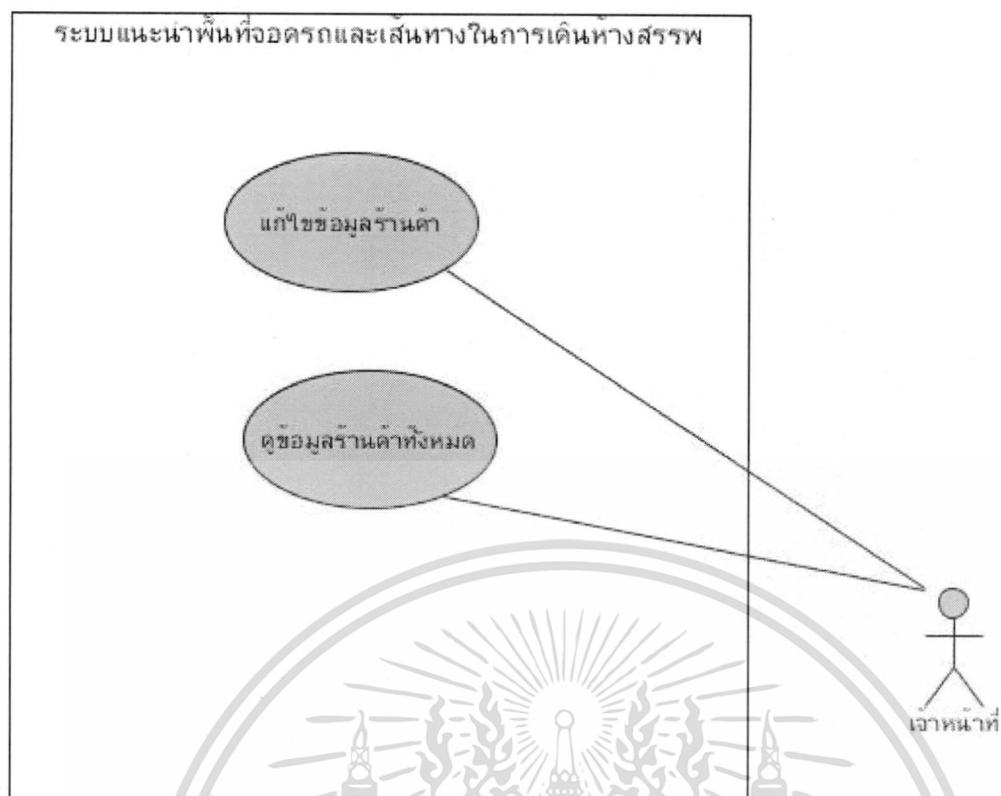 ระบบแนะนำพื้นที่จอดรถและเส้นทางในการเดินห้างสรรพ
แก้ไขข้อมูลร้านค้า
ดูข้อมูลร้านค้าทั้งหมด
เจ้าหน้าที่